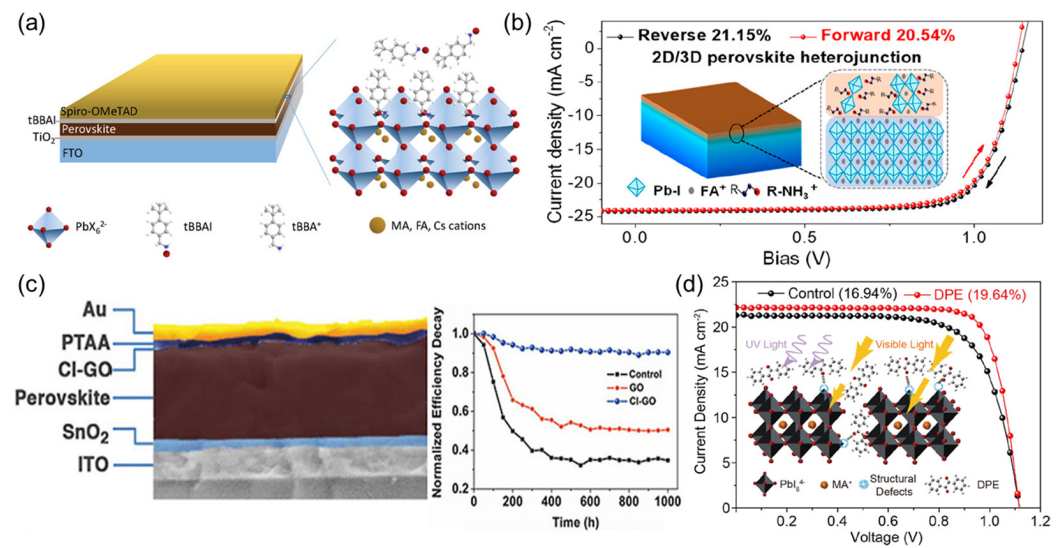 (a)
Spiro-OMeTAD
tBBAI
Perovskite
TiO2
FTO
PbX6 2-
tBBAI
tBBA+
MA, FA, Cs cations
(b)
Reverse 21.15%
Forward 20.54%
2D/3D perovskite heterojunction
Pb-I
FA+
R-NH3+
R
Current density (mA cm-2)
0
-5
-10
-15
-20
-25
0.0
0.5
1.0
Bias (V)
(c)
Au
PTAA
Cl-GO
Perovskite
SnO2
ITO
Normalized Efficiency Decay
1.0
0.8
0.6
0.4
0.2
Control
GO
Cl-GO
0
200
400
600
800
1000
Time (h)
(d)
Control (16.94%)
DPE (19.64%)
UV Light
Visible Light
PbI6 4-
MA+
Structural
Defects
DPE
Current Density (mA cm-2)
25
20
15
10
5
0
0.2
0.4
0.6
0.8
1.0
1.2
Voltage (V)